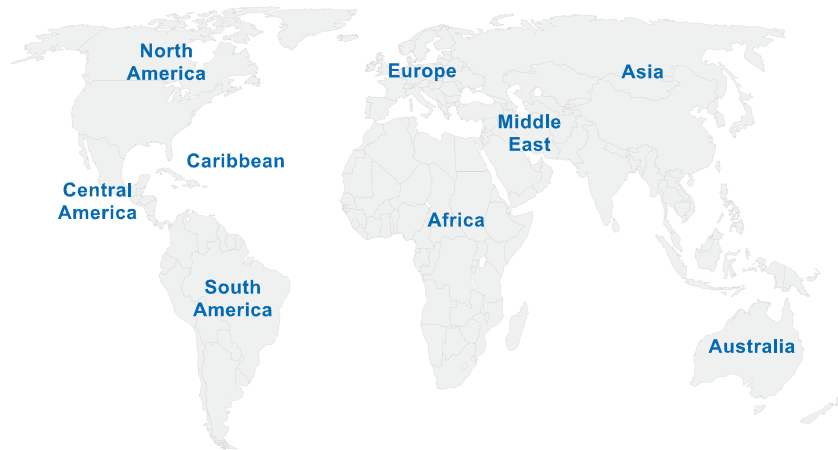 North
America
Europe
Asia
Middle
East
Caribbean
Central
America
Africa
South
America
Australia